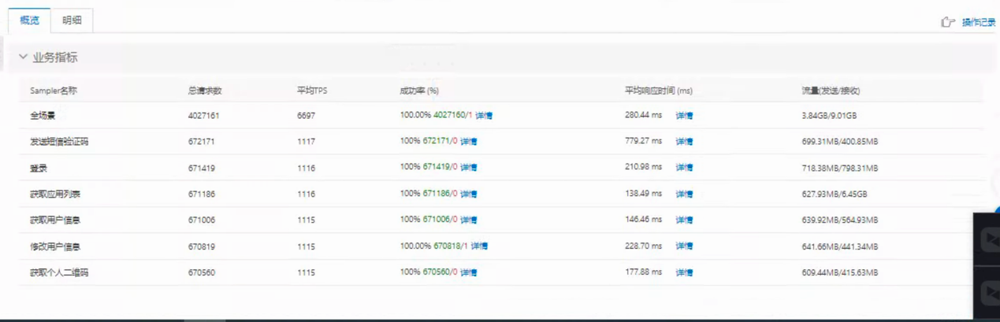 概览 明细
操作记录
业务指标
Sampler名称 总请求数 平均TPS 成功率 (%) 平均响应时间 (ms) 流量(发送/接收)
全场景 4027161 6697 100.00% 4027160/1 详情 280.44 ms 详情 3.84GB/9.01GB
发送短信验证码 672171 1117 100% 672171/0 详情 779.27 ms 详情 699.31MB/400.85MB
登录 671419 1116 100% 671419/0 详情 210.98 ms 详情 718.38MB/798.31MB
获取应用列表 671186 1116 100% 671186/0 详情 138.49 ms 详情 627.93MB/6.45GB
获取用户信息 671006 1115 100% 671006/0 详情 146.46 ms 详情 639.92MB/564.93MB
修改用户信息 670819 1115 100.00% 670818/1 详情 228.70 ms 详情 641.66MB/441.34MB
获取个人二维码 670560 1115 100% 670560/0 详情 177.88 ms 详情 609.44MB/415.63MB